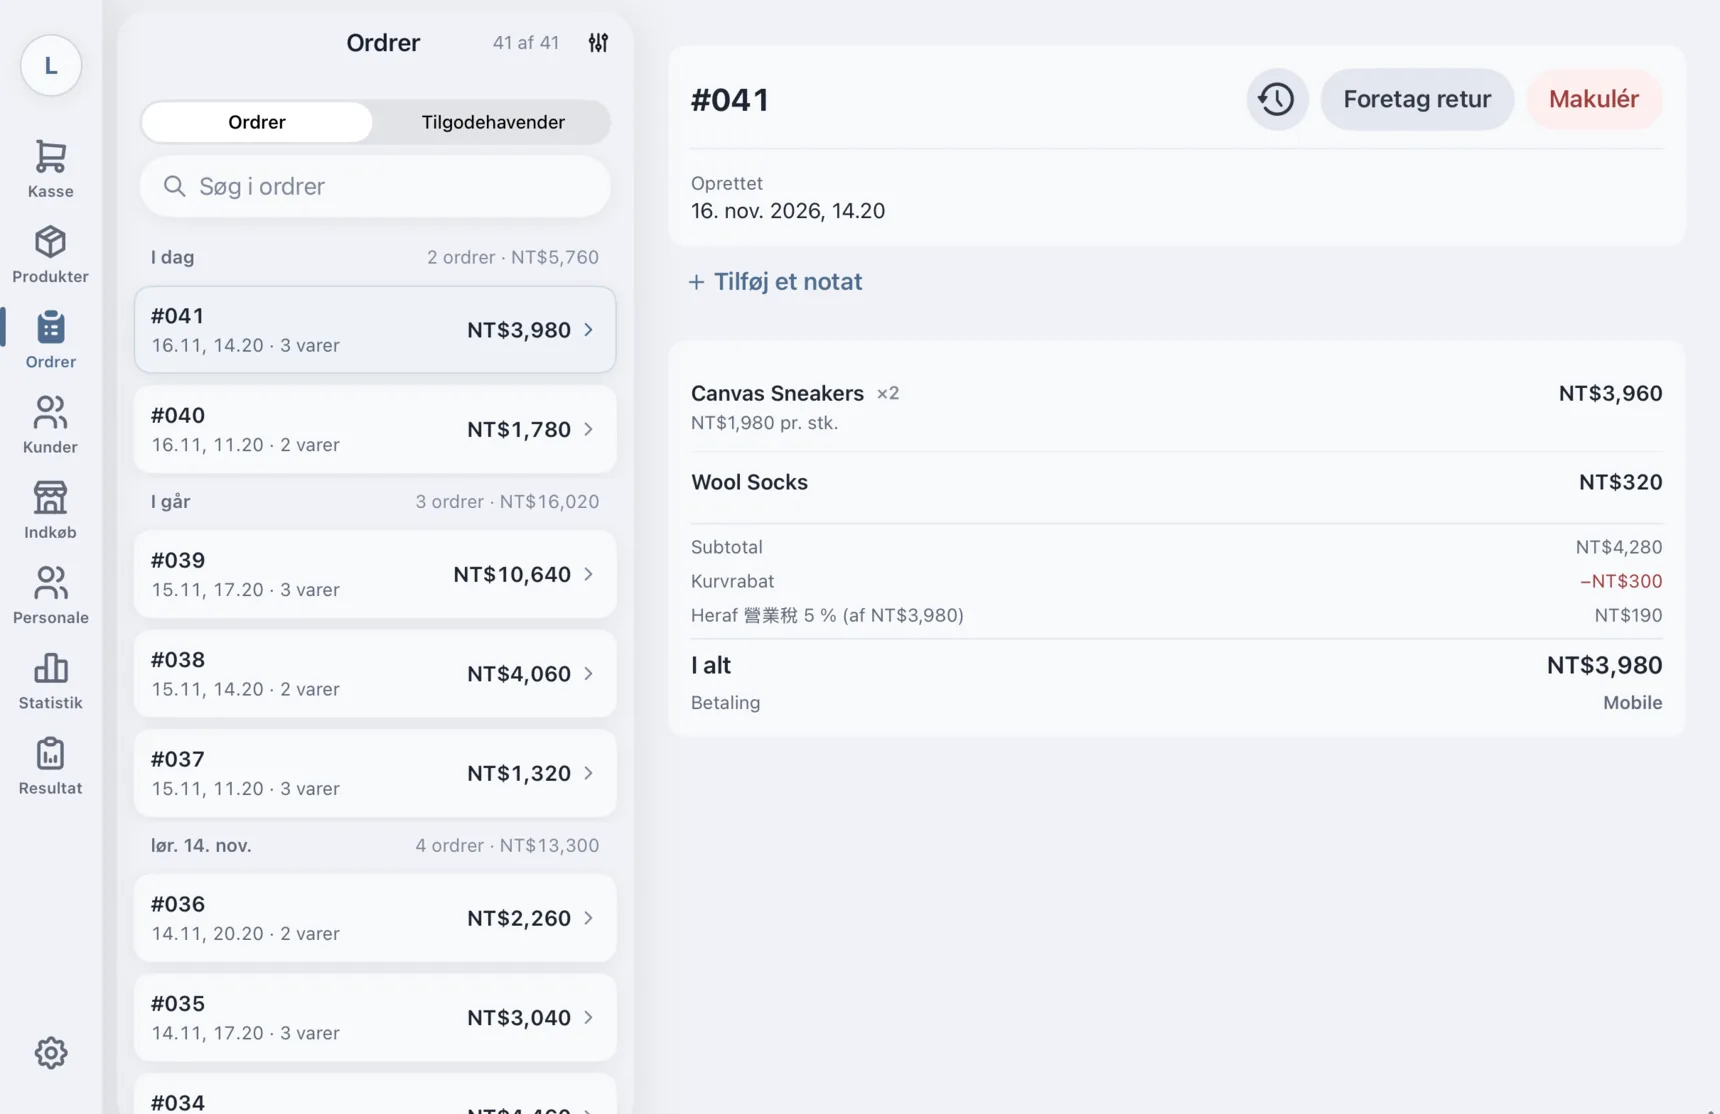 L
Kasse
Produkter
Ordrer
Kunder
Indkøb
Personale
Statistik
Resultat
Ordrer
41 af 41
Ordrer
Tilgodehavender
Søg i ordrer
I dag
2 ordrer · NT$5,760
#041
16.11, 14.20 · 3 varer
NT$3,980
#040
16.11, 11.20 · 2 varer
NT$1,780
I går
3 ordrer · NT$16,020
#039
15.11, 17.20 · 3 varer
NT$10,640
#038
15.11, 14.20 · 2 varer
NT$4,060
#037
15.11, 11.20 · 3 varer
NT$1,320
lør. 14. nov.
4 ordrer · NT$13,300
#036
14.11, 20.20 · 2 varer
NT$2,260
#035
14.11, 17.20 · 3 varer
NT$3,040
#034
#041
Foretag retur
Makulér
Oprettet
16. nov. 2026, 14.20
+ Tilføj et notat
Canvas Sneakers ×2
NT$3,960
NT$1,980 pr. stk.
Wool Socks
NT$320
Subtotal
NT$4,280
Kurvrabat
−NT$300
Heraf 營業稅 5 % (af NT$3,980)
NT$190
I alt
NT$3,980
Betaling
Mobile